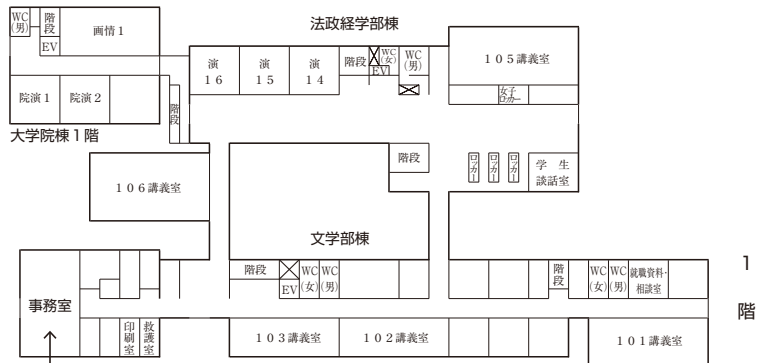 法政経学部棟
WC
(男)
階段
EV
画情1
院演1
院演2
大学院棟1階
階段
演
16
演
15
演
14
階段
EV
WC
(女)
WC
(男)
105講義室
女子
ロッカー
階段
ロッカー
ロッカー
ロッカー
学生
談話室
106講義室
文学部棟
事務室
印刷室
救護室
階段
EV
WC
(女)
WC
(男)
103講義室
102講義室
階段
WC
(女)
WC
(男)
就職資料・
相談室
101講義室
1
階